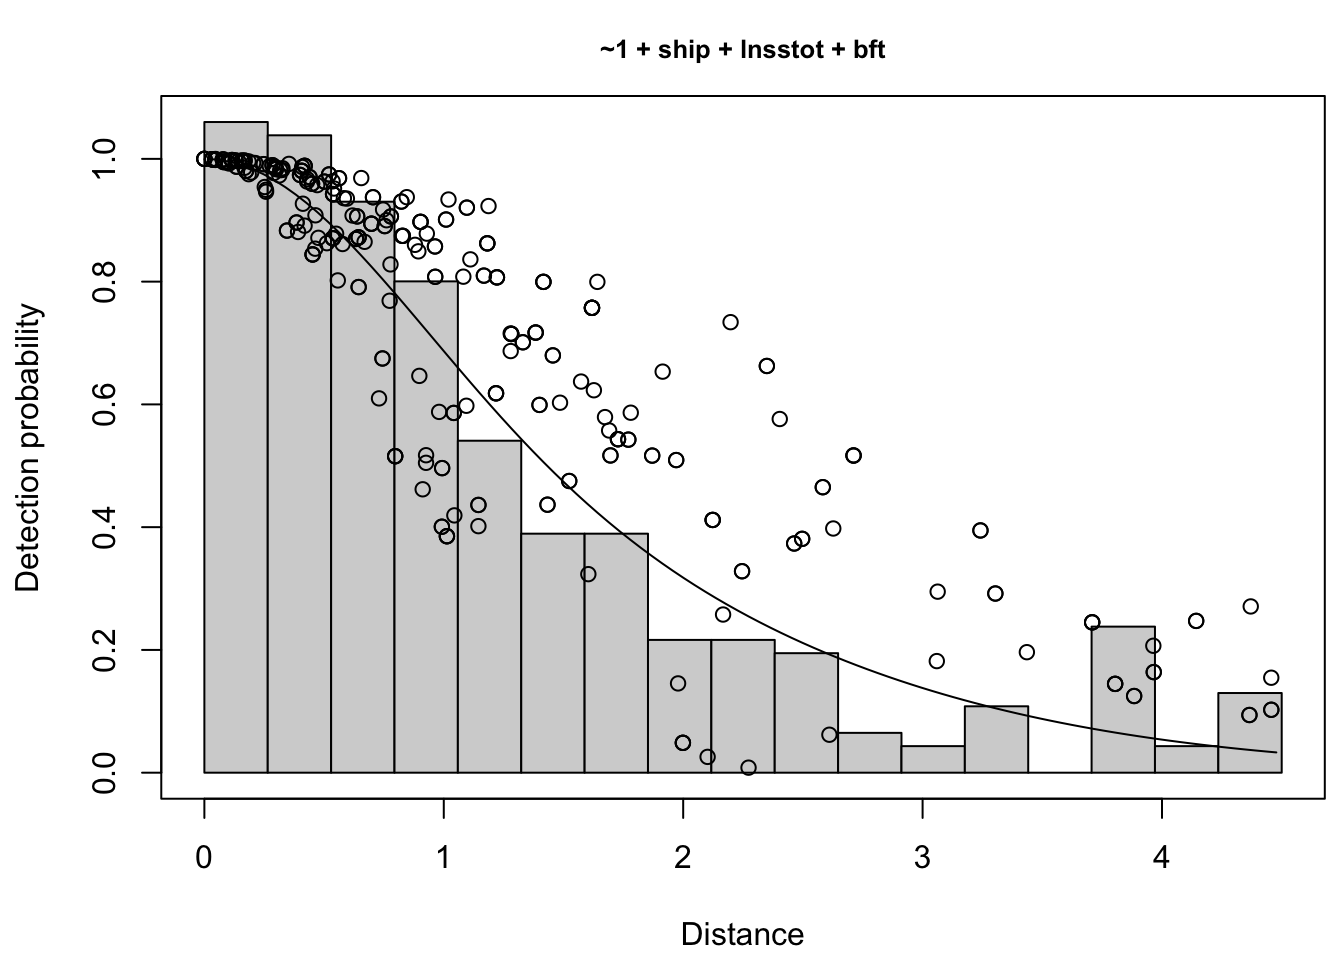 ~1 + ship + lnsstot + bft
Detection probability
1.0
0.8
0.6
0.4
0.2
0.0
0 1 2 3 4
Distance